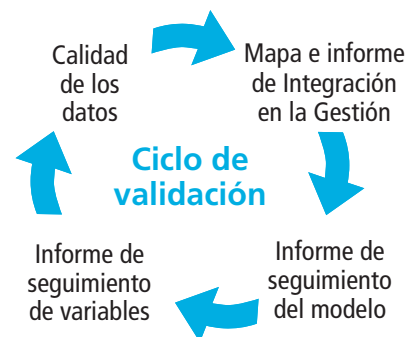 Calidad
de los
datos
Mapa e informe
de Integración
en la Gestión
Ciclo de
validación
Informe de
seguimiento
del modelo
Informe de
seguimiento
de variables